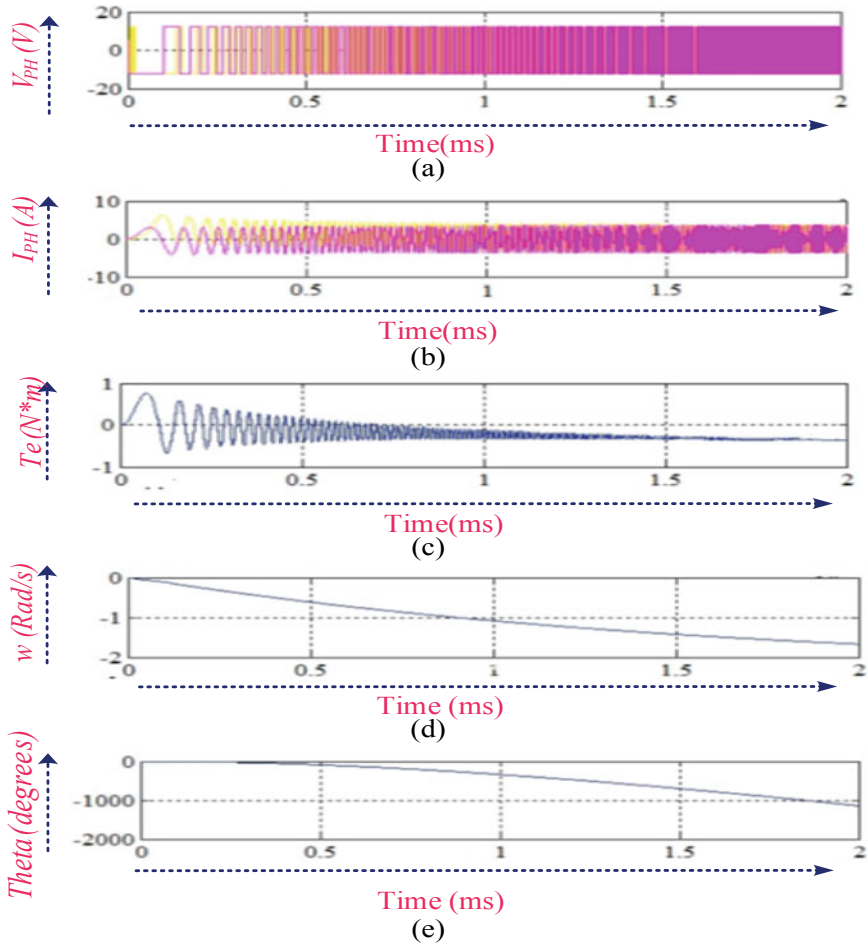 V_PH (V)
20
0
-20
0 0.5 1 1.5 2
Time(ms)
(a)
I_PH (A)
10
0
-10
0 0.5 1 1.5 2
Time(ms)
(b)
Te(N*m)
1
0
-1
0 0.5 1 1.5 2
Time(ms)
(c)
w (Rad/s)
0
-1
-2
0 0.5 1 1.5 2
Time (ms)
(d)
Theta (degrees)
0
-1000
-2000
0 0.5 1 1.5 2
Time (ms)
(e)